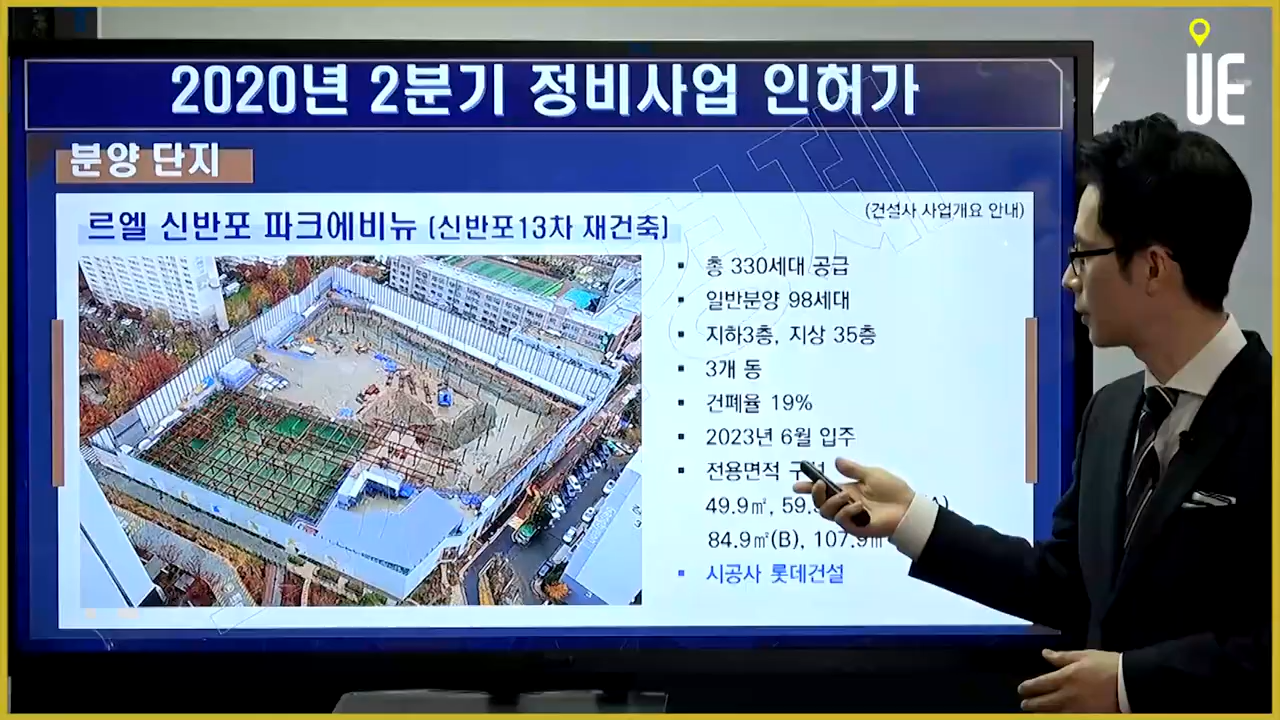 UE
2020년 2분기 정비사업 인허가
분양 단지
르엘 신반포 파크에비뉴 (신반포13차 재건축)
(건설사 사업개요 안내)
▪ 총 330세대 공급
▪ 일반분양 98세대
▪ 지하3층, 지상 35층
▪ 3개 동
▪ 건폐율 19%
▪ 2023년 6월 입주
▪ 전용면적
49.9㎡,
84.9㎡(B), 107.9㎡
▪ 시공사 롯데건설
경제